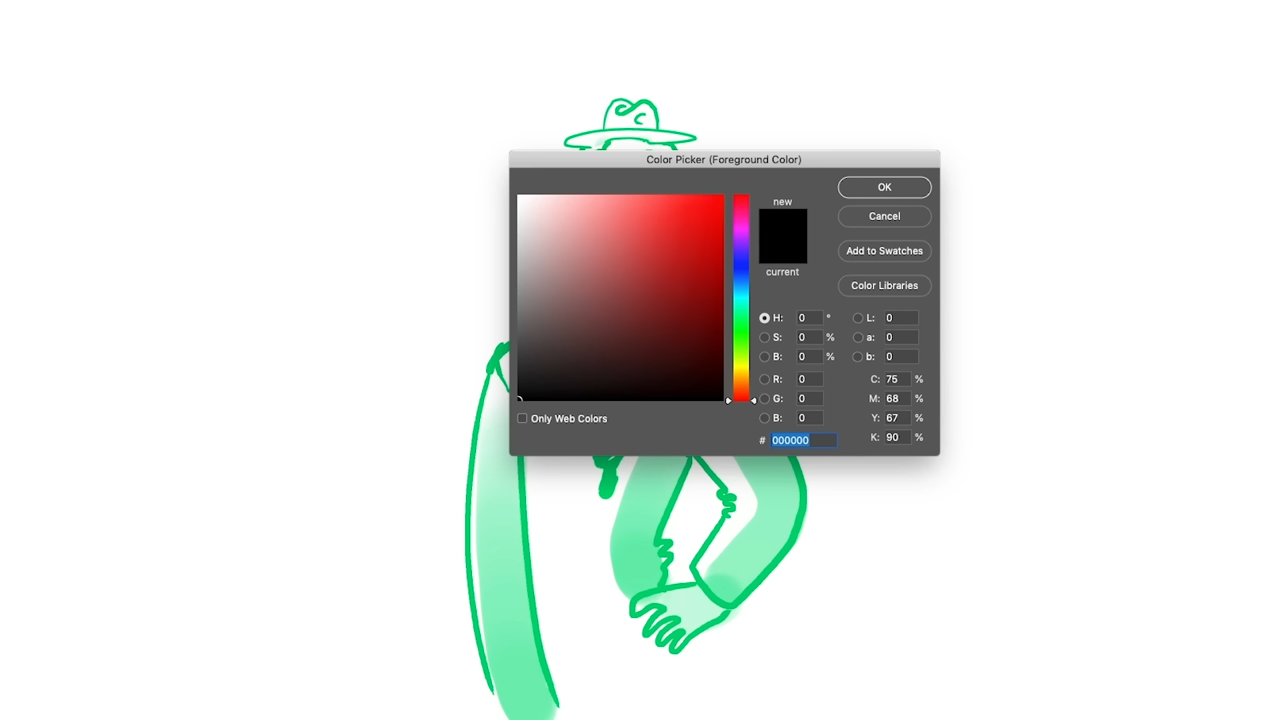 Color Picker (Foreground Color)
new
current
OK
Cancel
Add to Swatches
Color Libraries
H: 0 °
S: 0 %
B: 0 %
R: 0
G: 0
B: 0
# 000000
L: 0
a: 0
b: 0
C: 75 %
M: 68 %
Y: 67 %
K: 90 %
Only Web Colors